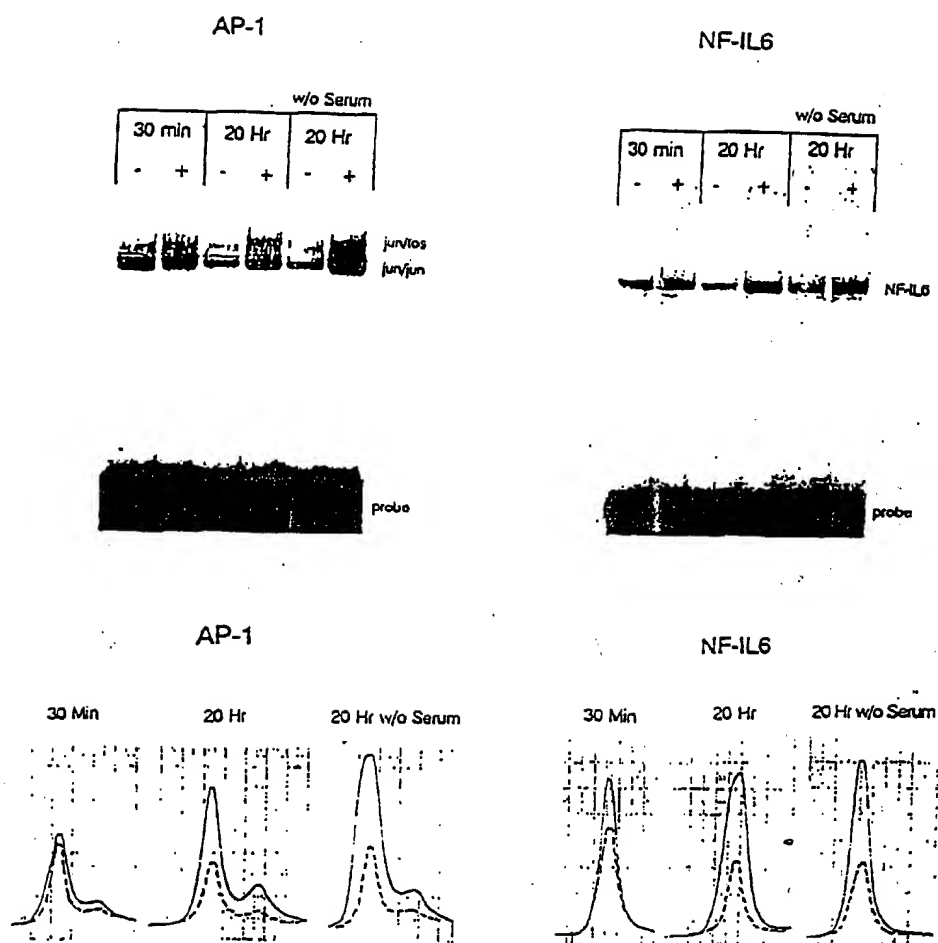 AP-1
w/o Serum
30 min 20 Hr 20 Hr
- + - + - +
jun/fos
jun/jun
probe
NF-IL6
w/o Serum
30 min 20 Hr 20 Hr
- + - + - +
NF-IL6
probe
AP-1
30 Min 20 Hr 20 Hr w/o Serum
NF-IL6
30 Min 20 Hr 20 Hr w/o Serum